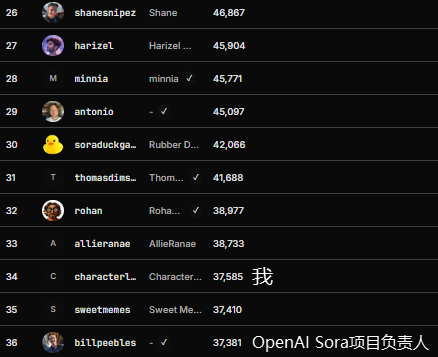 26 shanesnipez Shane 46,867
27 harizel Harizel ... 45,904
28 M minnia minnia ✓ 45,771
29 antonio - ✓ 45,097
30 soraduckga… Rubber D... 42,066
31 T thomasdims… Thom... ✓ 41,688
32 rohan Roha... ✓ 38,977
33 A allieranae AllieRanae 38,733
34 C characterl… Character... 37,585 我
35 S sweetmemes Sweet Me... 37,410
36 billpeebles - ✓ 37,381 OpenAI Sora项目负责人